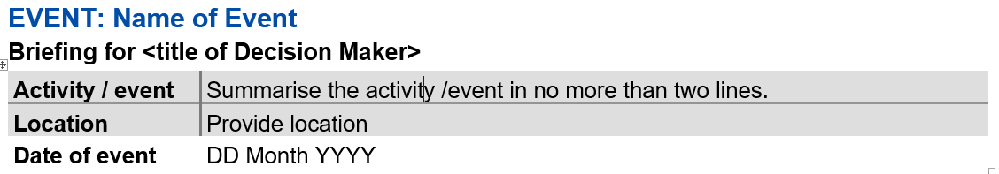 EVENT: Name of Event
Briefing for <title of Decision Maker>
Activity / event Summarise the activity /event in no more than two lines.
Location Provide location
Date of event DD Month YYYY